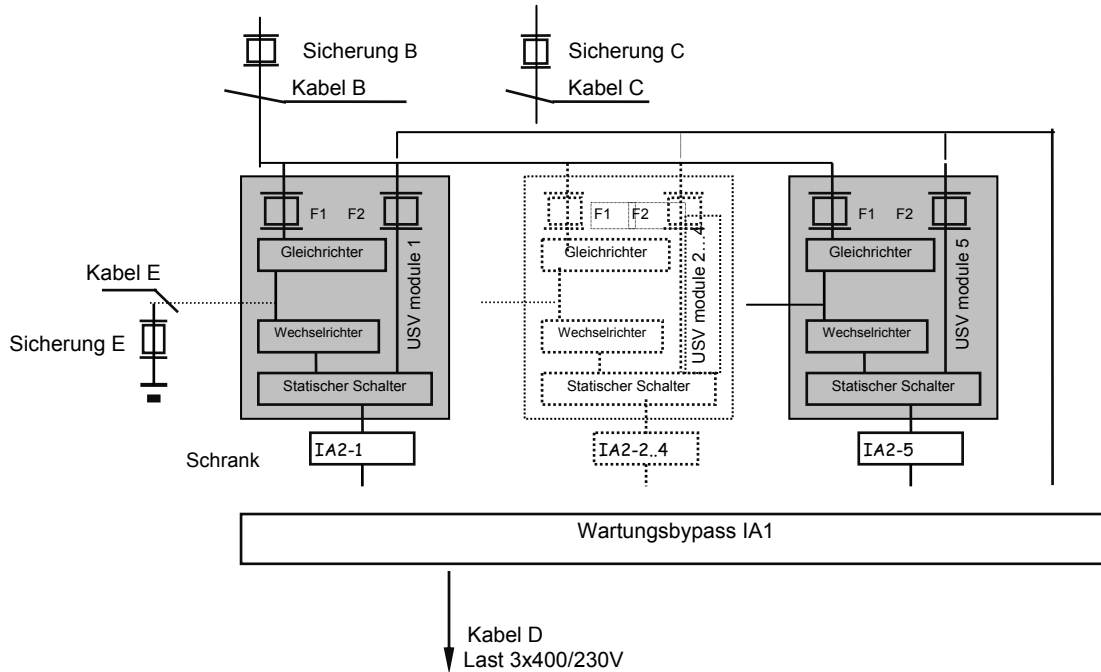 Sicherung B
Sicherung C
Kabel B
Kabel C
F1 F2
F1 F2
F1 F2
Gleichrichter
Gleichrichter
Gleichrichter
USV module 1
USV module 2...4
USV module 5
Kabel E
Sicherung E
Wechselrichter
Wechselrichter
Wechselrichter
Statischer Schalter
Statischer Schalter
Statischer Schalter
Schrank
IA2-1
IA2-2..4
IA2-5
Wartungsbypass IA1
Kabel D
Last 3x400/230V